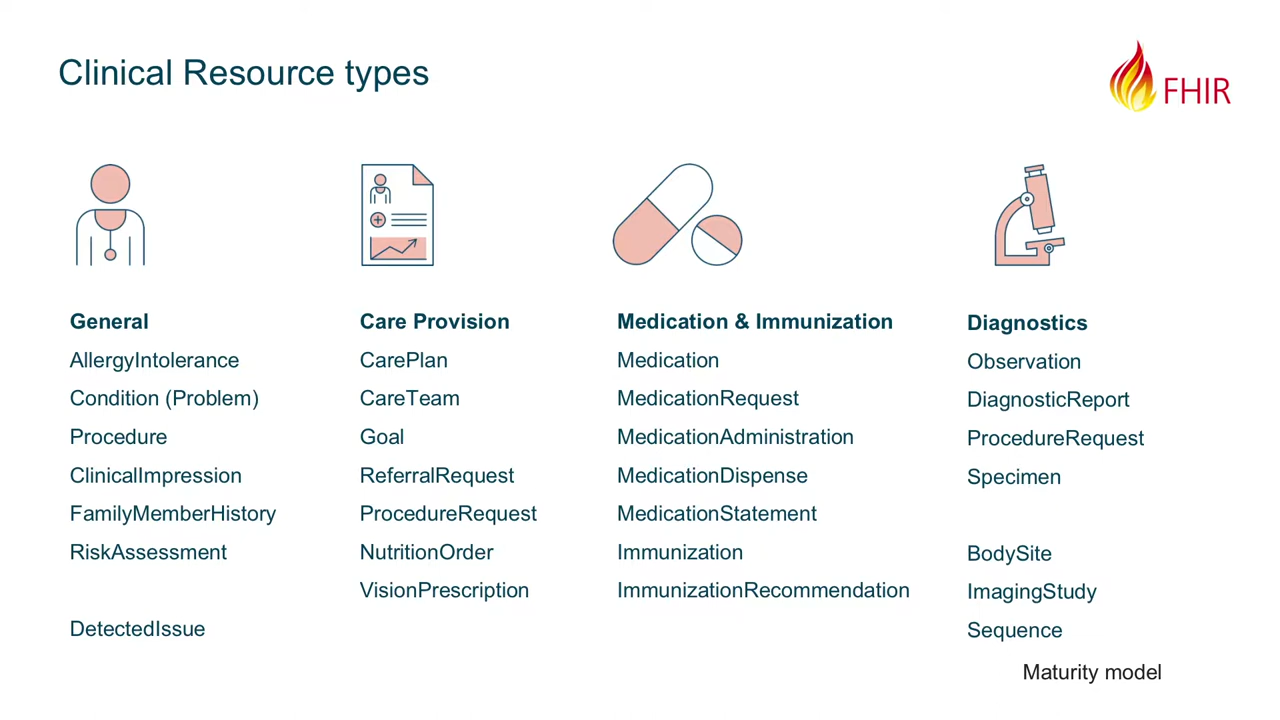 Clinical Resource types
FHIR
General
AllergyIntolerance
Condition (Problem)
Procedure
ClinicalImpression
FamilyMemberHistory
RiskAssessment
DetectedIssue
Care Provision
CarePlan
CareTeam
Goal
ReferralRequest
ProcedureRequest
NutritionOrder
VisionPrescription
Medication & Immunization
Medication
MedicationRequest
MedicationAdministration
MedicationDispense
MedicationStatement
Immunization
ImmunizationRecommendation
Diagnostics
Observation
DiagnosticReport
ProcedureRequest
Specimen
BodySite
ImagingStudy
Sequence
Maturity model